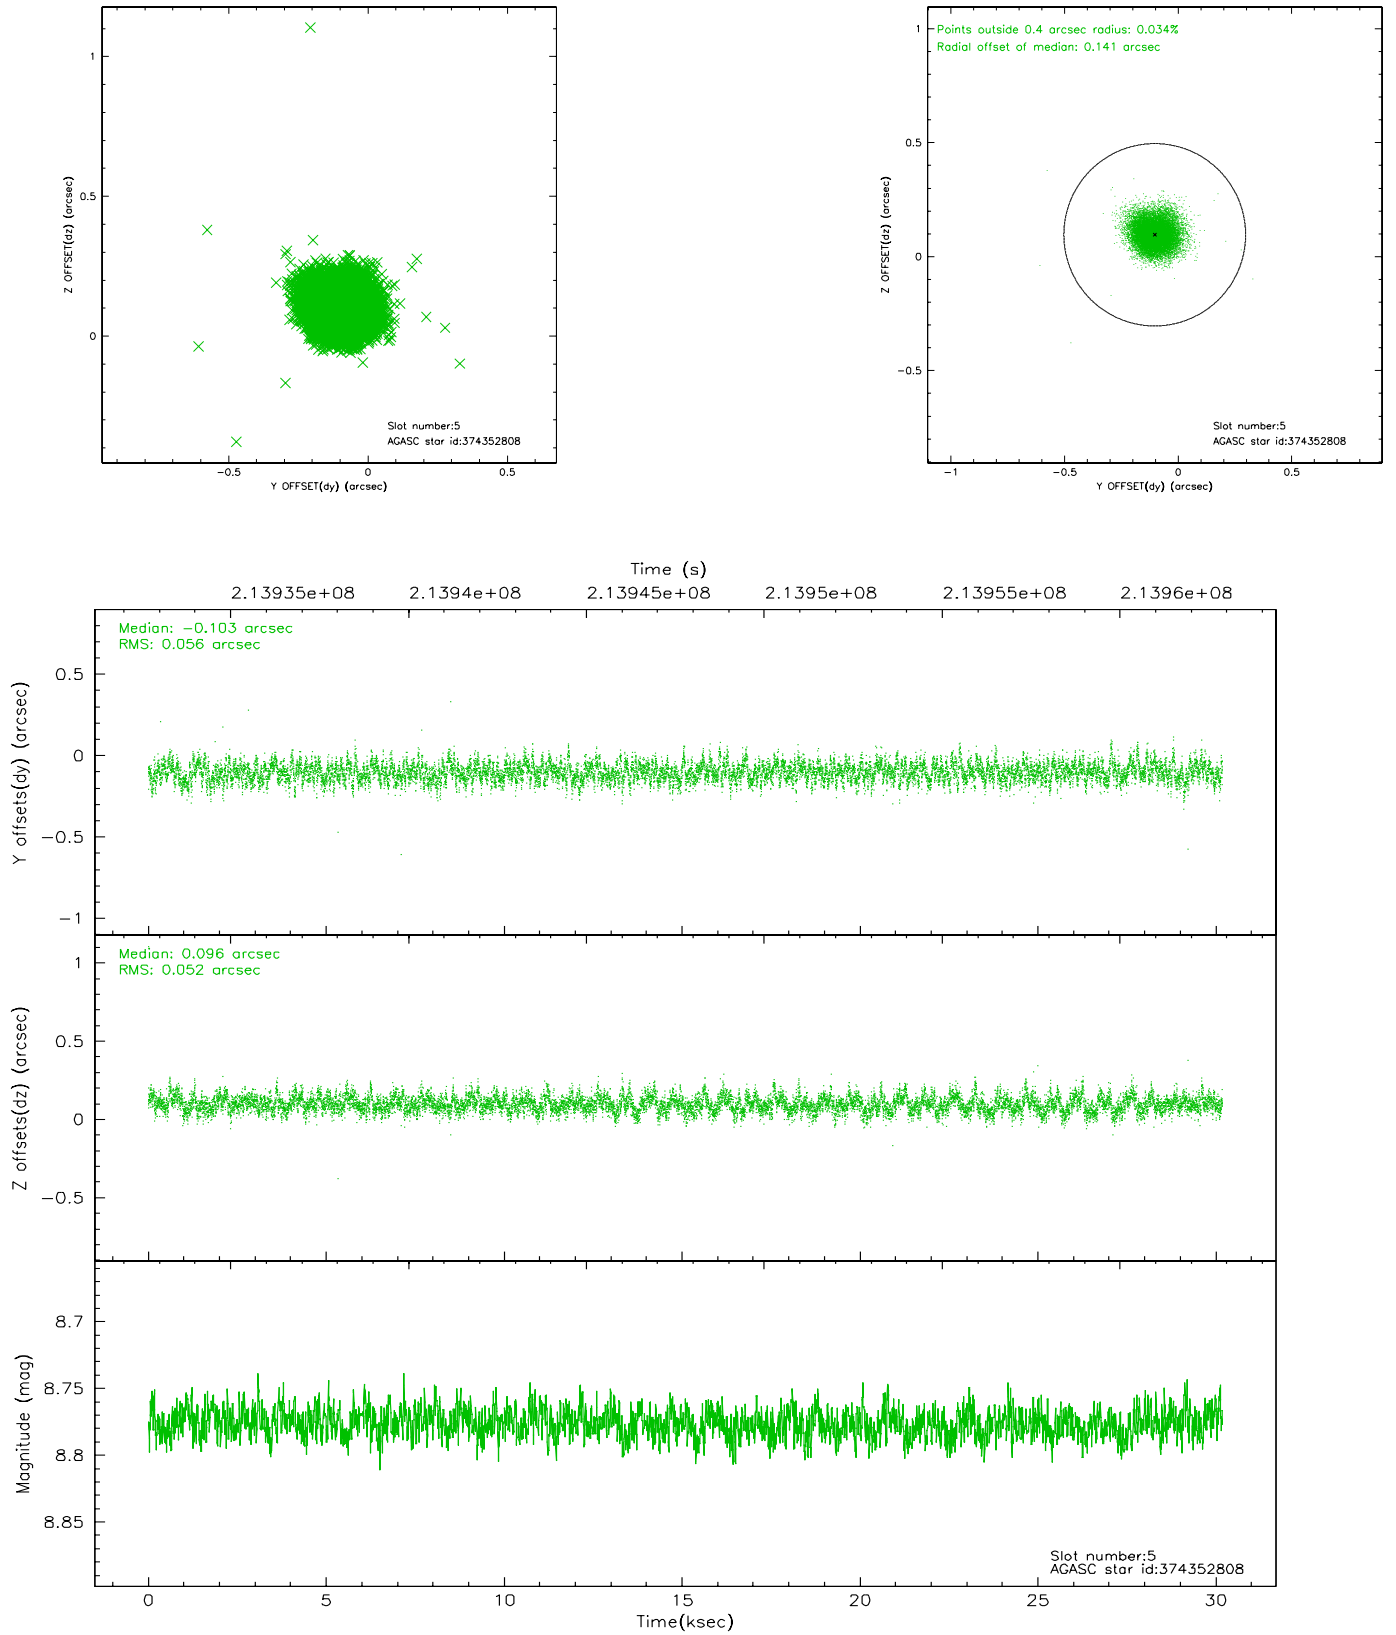 1
0.5
0
Z OFFSET(dz) (arcsec)
Slot number:5
AGASC star id:374352808
−0.5 0 0.5
Y OFFSET(dy) (arcsec)
Points outside 0.4 arcsec radius: 0.034%
Radial offset of median: 0.141 arcsec
1
0.5
0
−0.5
Z OFFSET(dz) (arcsec)
Slot number:5
AGASC star id:374352808
−1 −0.5 0 0.5
Y OFFSET(dy) (arcsec)
Time (s)
2.13935e+08 2.1394e+08 2.13945e+08 2.1395e+08 2.13955e+08 2.1396e+08
Median: −0.103 arcsec
RMS: 0.056 arcsec
0.5
0
−0.5
−1
Y offsets(dy) (arcsec)
Median: 0.096 arcsec
RMS: 0.052 arcsec
1
0.5
0
−0.5
Z offsets(dz) (arcsec)
8.7
8.75
8.8
8.85
Magnitude (mag)
Slot number:5
AGASC star id:374352808
0 5 10 15 20 25 30
Time(ksec)